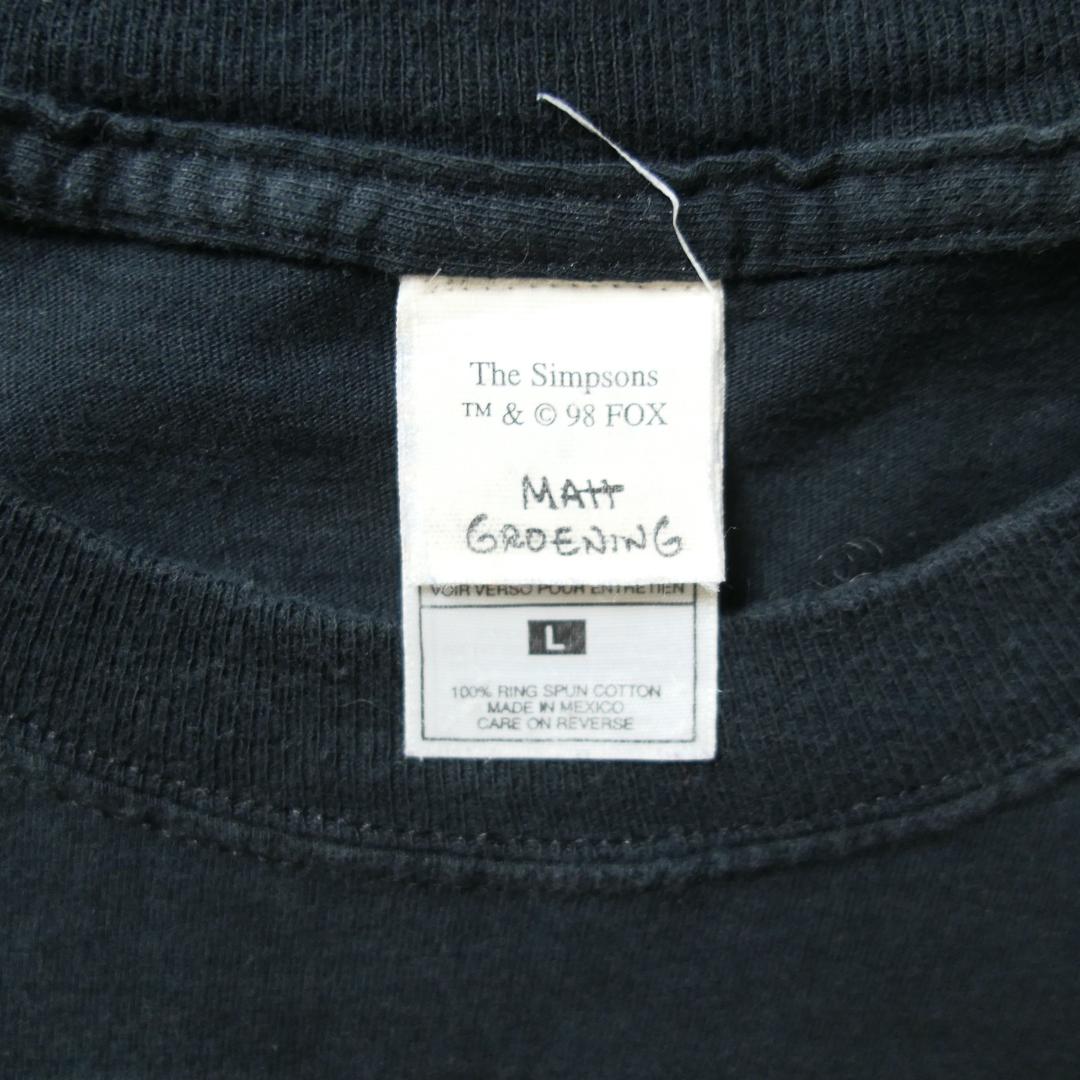 The Simpsons
™ & © 98 FOX
MATT
GROENING
VOIR VERSO POUR ENTRETIEN
L
100% RING SPUN COTTON
MADE IN MEXICO
CARE ON REVERSE